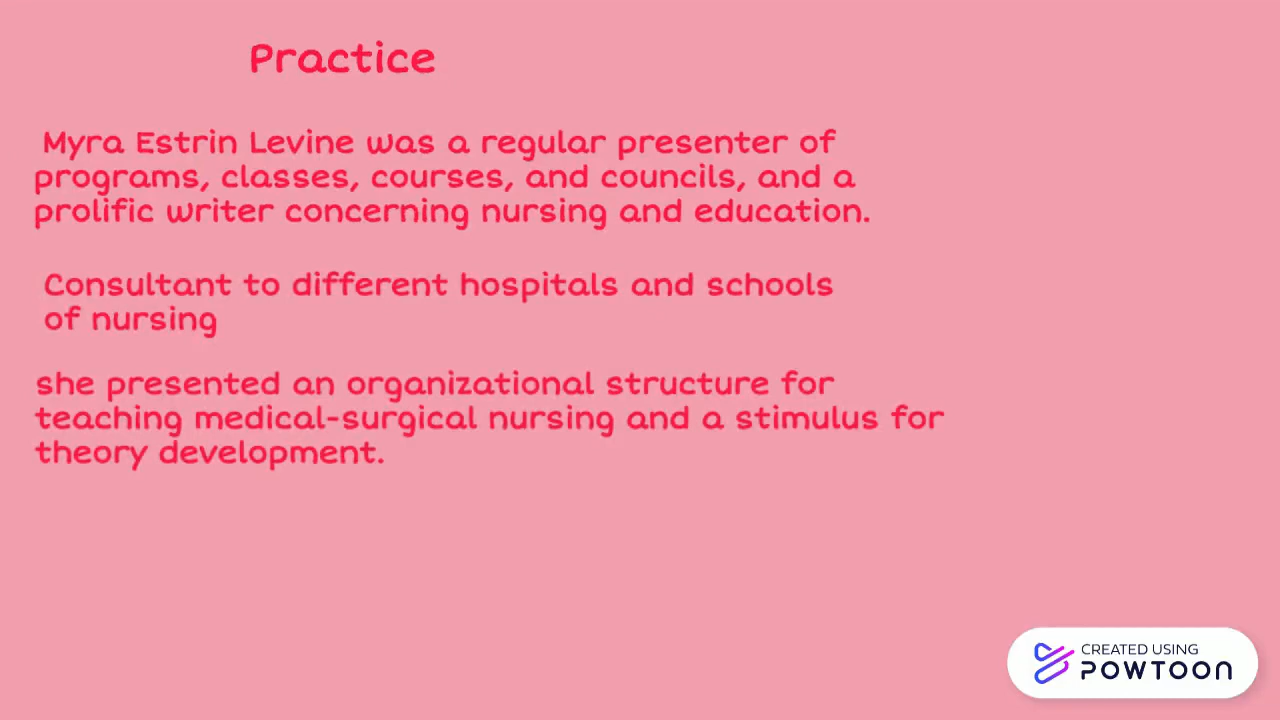 Practice
Myra Estrin Levine was a regular presenter of
programs, classes, courses, and councils, and a
prolific writer concerning nursing and education.
Consultant to different hospitals and schools
of nursing
she presented an organizational structure for
teaching medical-surgical nursing and a stimulus for
theory development.
CREATED USING
POWTOON